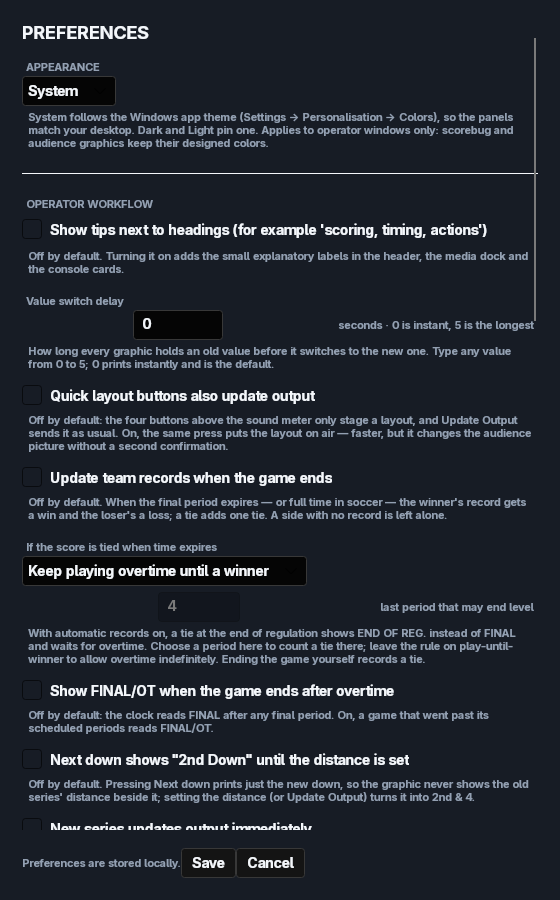 PREFERENCES
APPEARANCE
System
System follows the Windows app theme (Settings → Personalisation → Colors), so the panels
match your desktop. Dark and Light pin one. Applies to operator windows only: scorebug and
audience graphics keep their designed colors.
OPERATOR WORKFLOW
Show tips next to headings (for example 'scoring, timing, actions')
Off by default. Turning it on adds the small explanatory labels in the header, the media dock and
the console cards.
Value switch delay
0
seconds · 0 is instant, 5 is the longest
How long every graphic holds an old value before it switches to the new one. Type any value
from 0 to 5; 0 prints instantly and is the default.
Quick layout buttons also update output
Off by default: the four buttons above the sound meter only stage a layout, and Update Output
sends it as usual. On, the same press puts the layout on air — faster, but it changes the audience
picture without a second confirmation.
Update team records when the game ends
Off by default. When the final period expires — or full time in soccer — the winner's record gets
a win and the loser's a loss; a tie adds one tie. A side with no record is left alone.
If the score is tied when time expires
Keep playing overtime until a winner
4
last period that may end level
With automatic records on, a tie at the end of regulation shows END OF REG. instead of FINAL
and waits for overtime. Choose a period here to count a tie there; leave the rule on play-until-
winner to allow overtime indefinitely. Ending the game yourself records a tie.
Show FINAL/OT when the game ends after overtime
Off by default: the clock reads FINAL after any final period. On, a game that went past its
scheduled periods reads FINAL/OT.
Next down shows "2nd Down" until the distance is set
Off by default. Pressing Next down prints just the new down, so the graphic never shows the old
series' distance beside it; setting the distance (or Update Output) turns it into 2nd & 4.
New series updates output immediately
Preferences are stored locally.
Save
Cancel